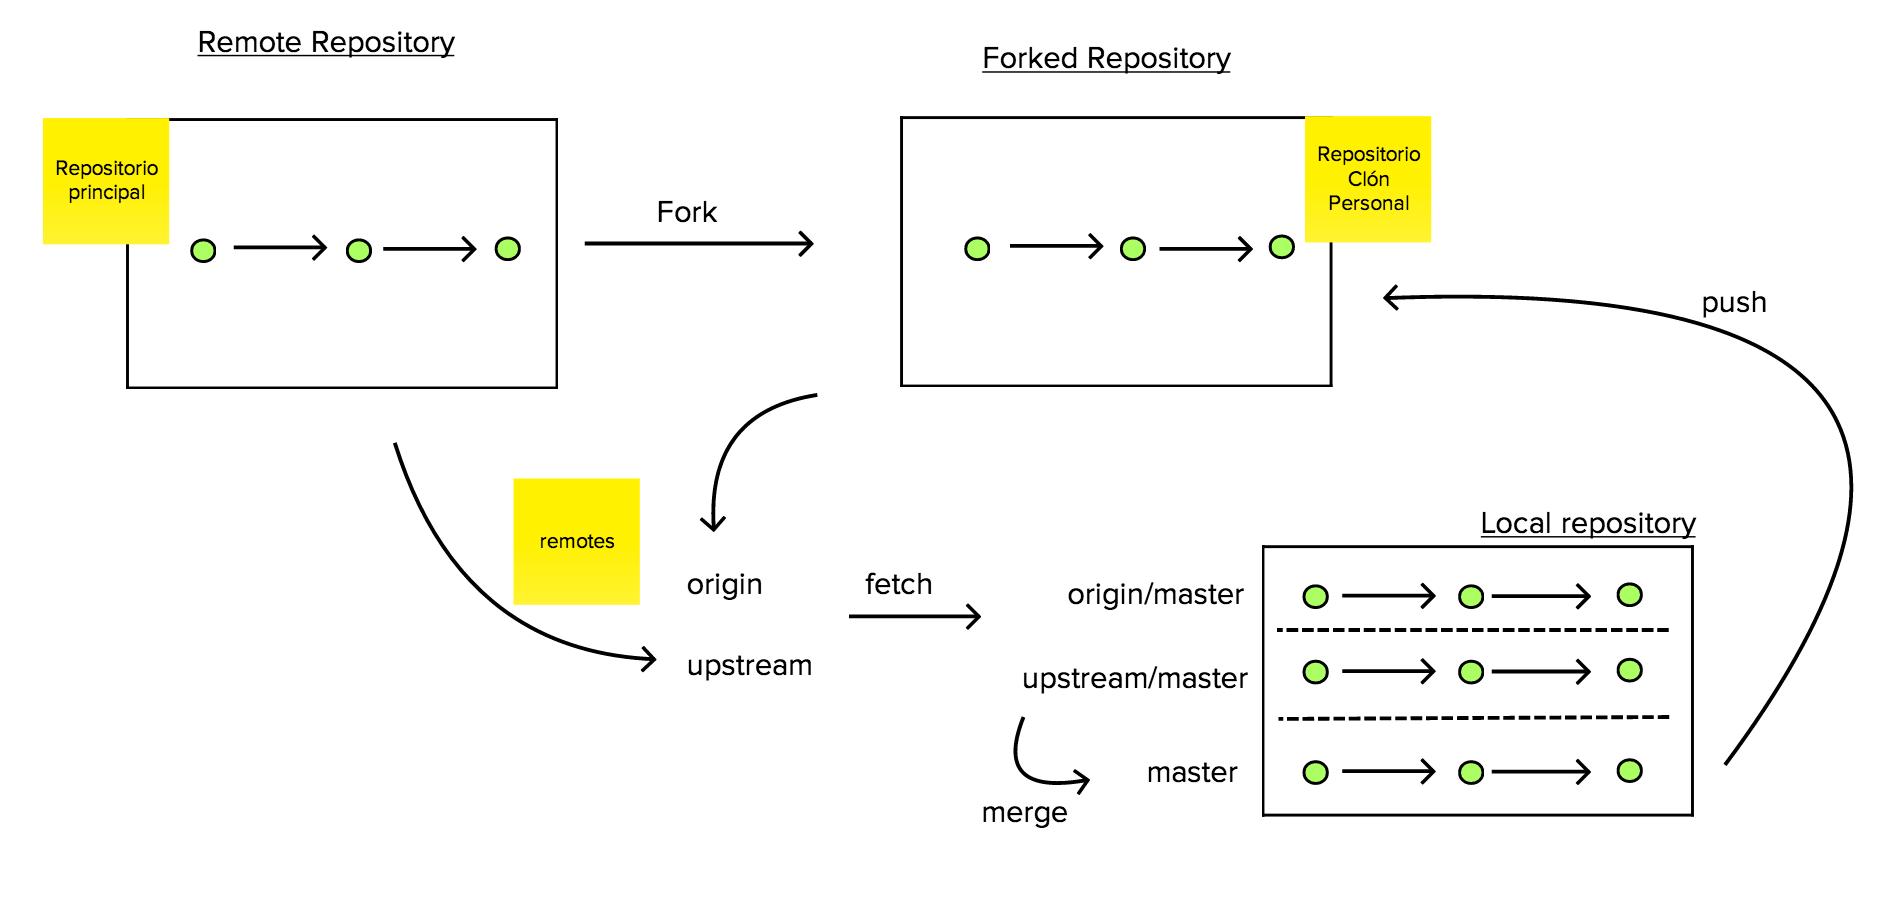 Remote Repository
Forked Repository
Repositorio
principal
Fork
Repositorio
Clón
Personal
push
remotes
origin
upstream
fetch
Local repository
origin/master
upstream/master
master
merge